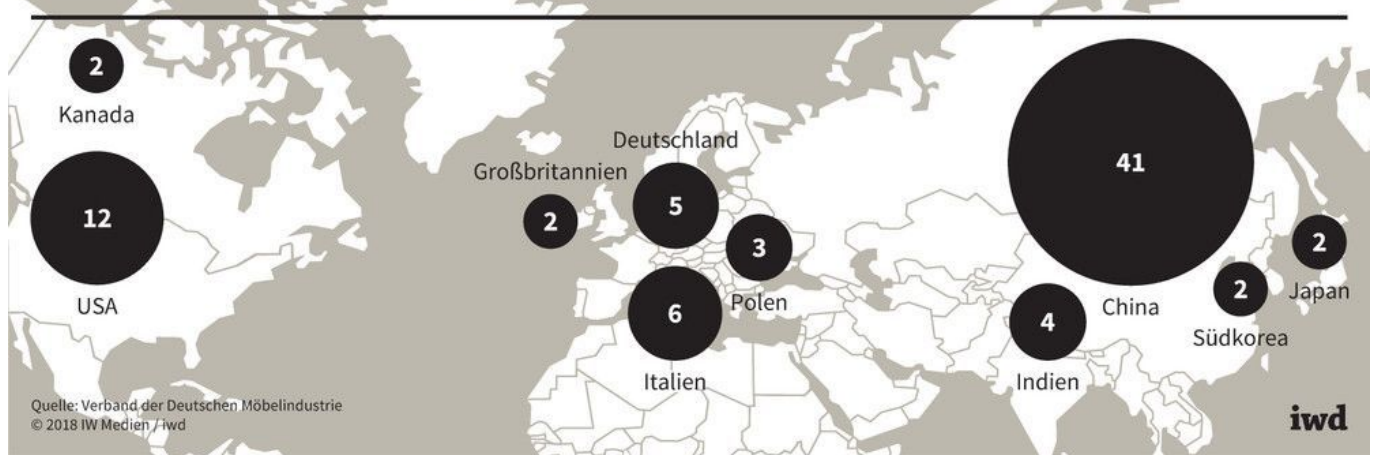 2
Kanada
12
USA
Großbritannien
2
Deutschland
5
3
Polen
6
Italien
41
China
4
Indien
2
Südkorea
2
Japan
Quelle: Verband der Deutschen Möbelindustrie
© 2018 IW Medien / iwd
iwd